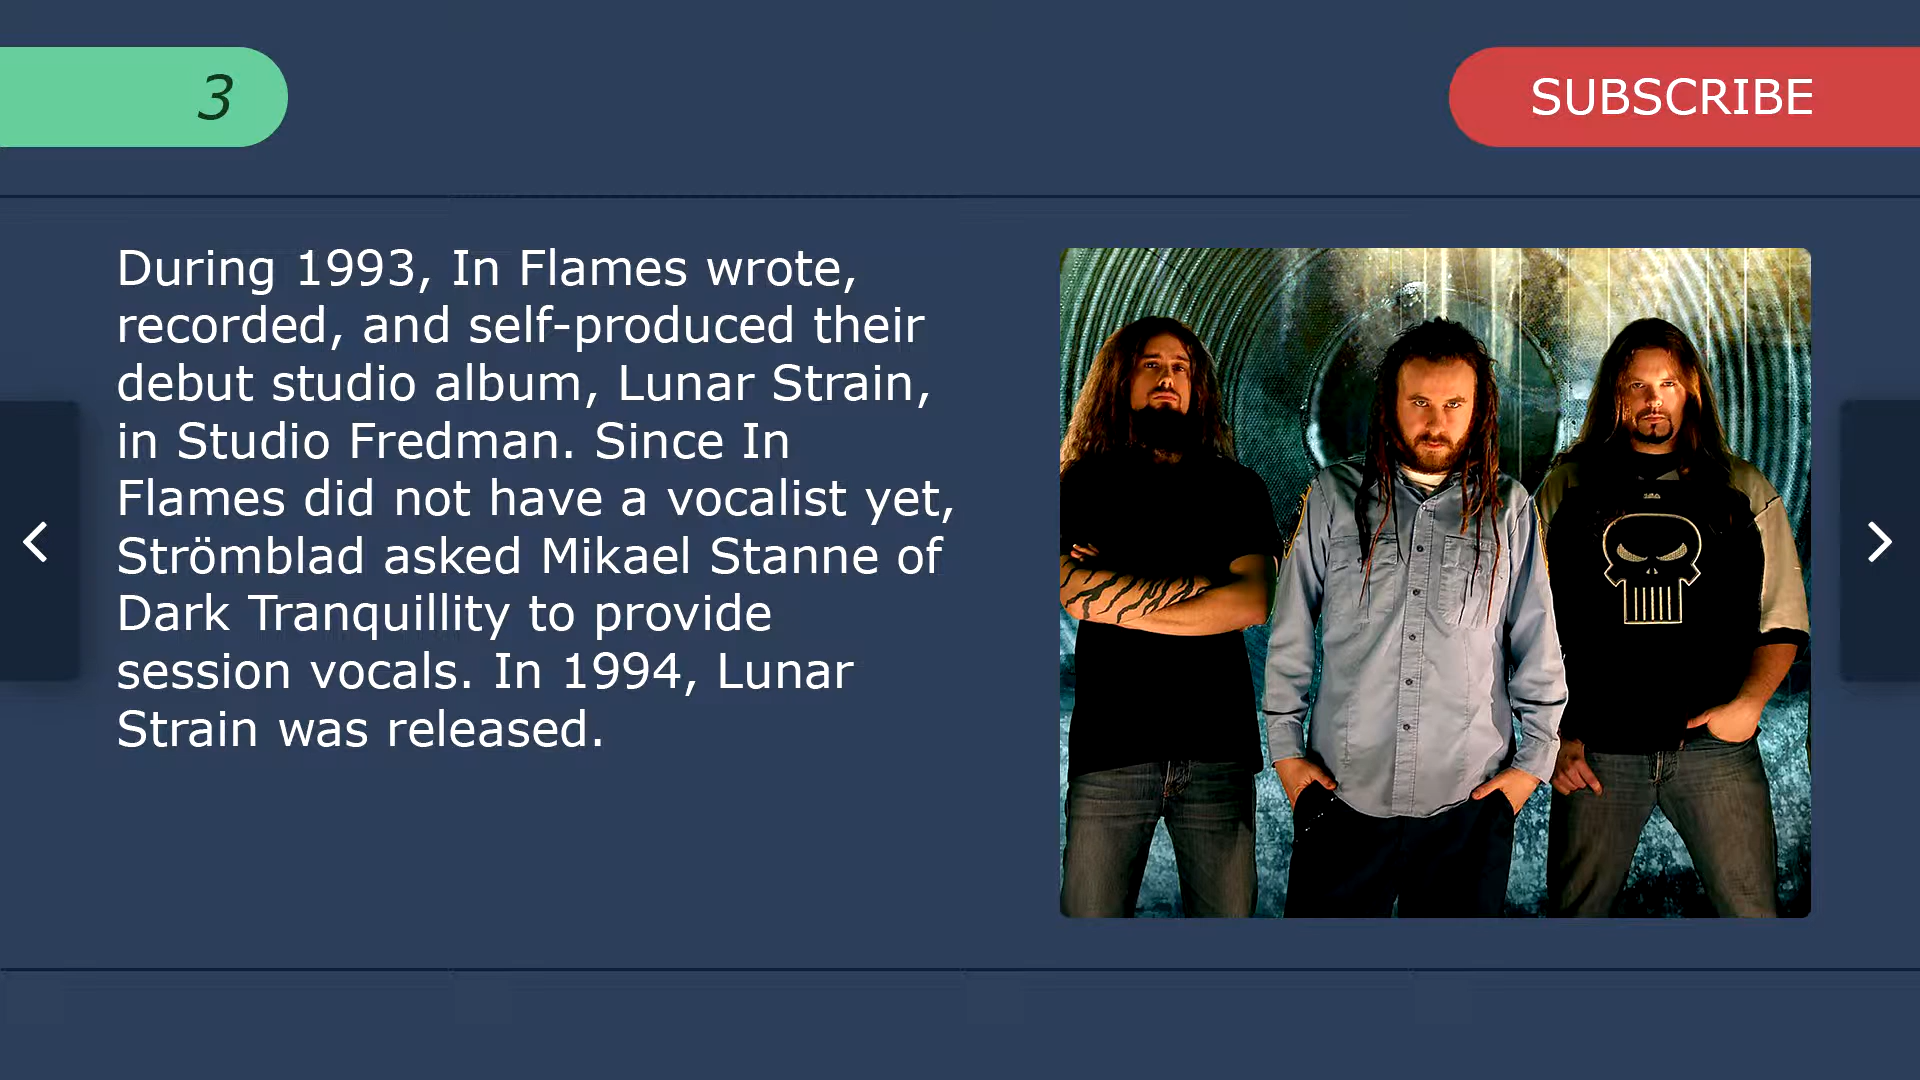 3
SUBSCRIBE
During 1993, In Flames wrote,
recorded, and self-produced their
debut studio album, Lunar Strain,
in Studio Fredman. Since In
Flames did not have a vocalist yet,
Strömblad asked Mikael Stanne of
Dark Tranquillity to provide
session vocals. In 1994, Lunar
Strain was released.